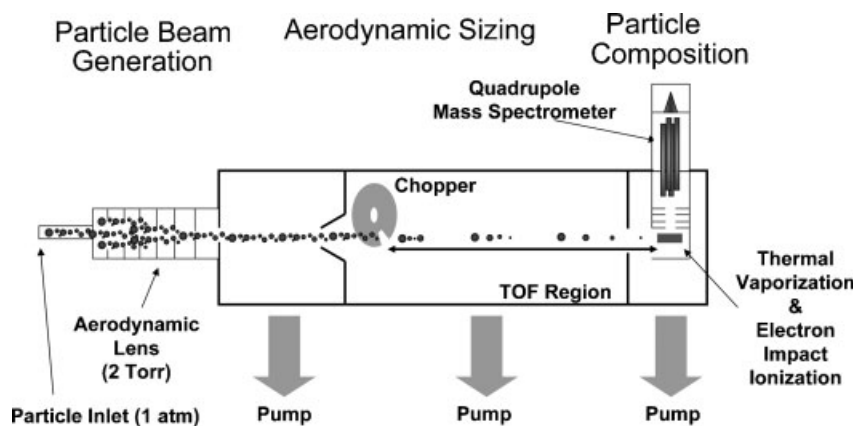 Particle Beam
Generation
Aerodynamic Sizing
Particle
Composition
Quadrupole
Mass Spectrometer
Chopper
TOF Region
Thermal
Vaporization
&
Electron
Impact
Ionization
Aerodynamic
Lens
(2 Torr)
Particle Inlet (1 atm)
Pump
Pump
Pump